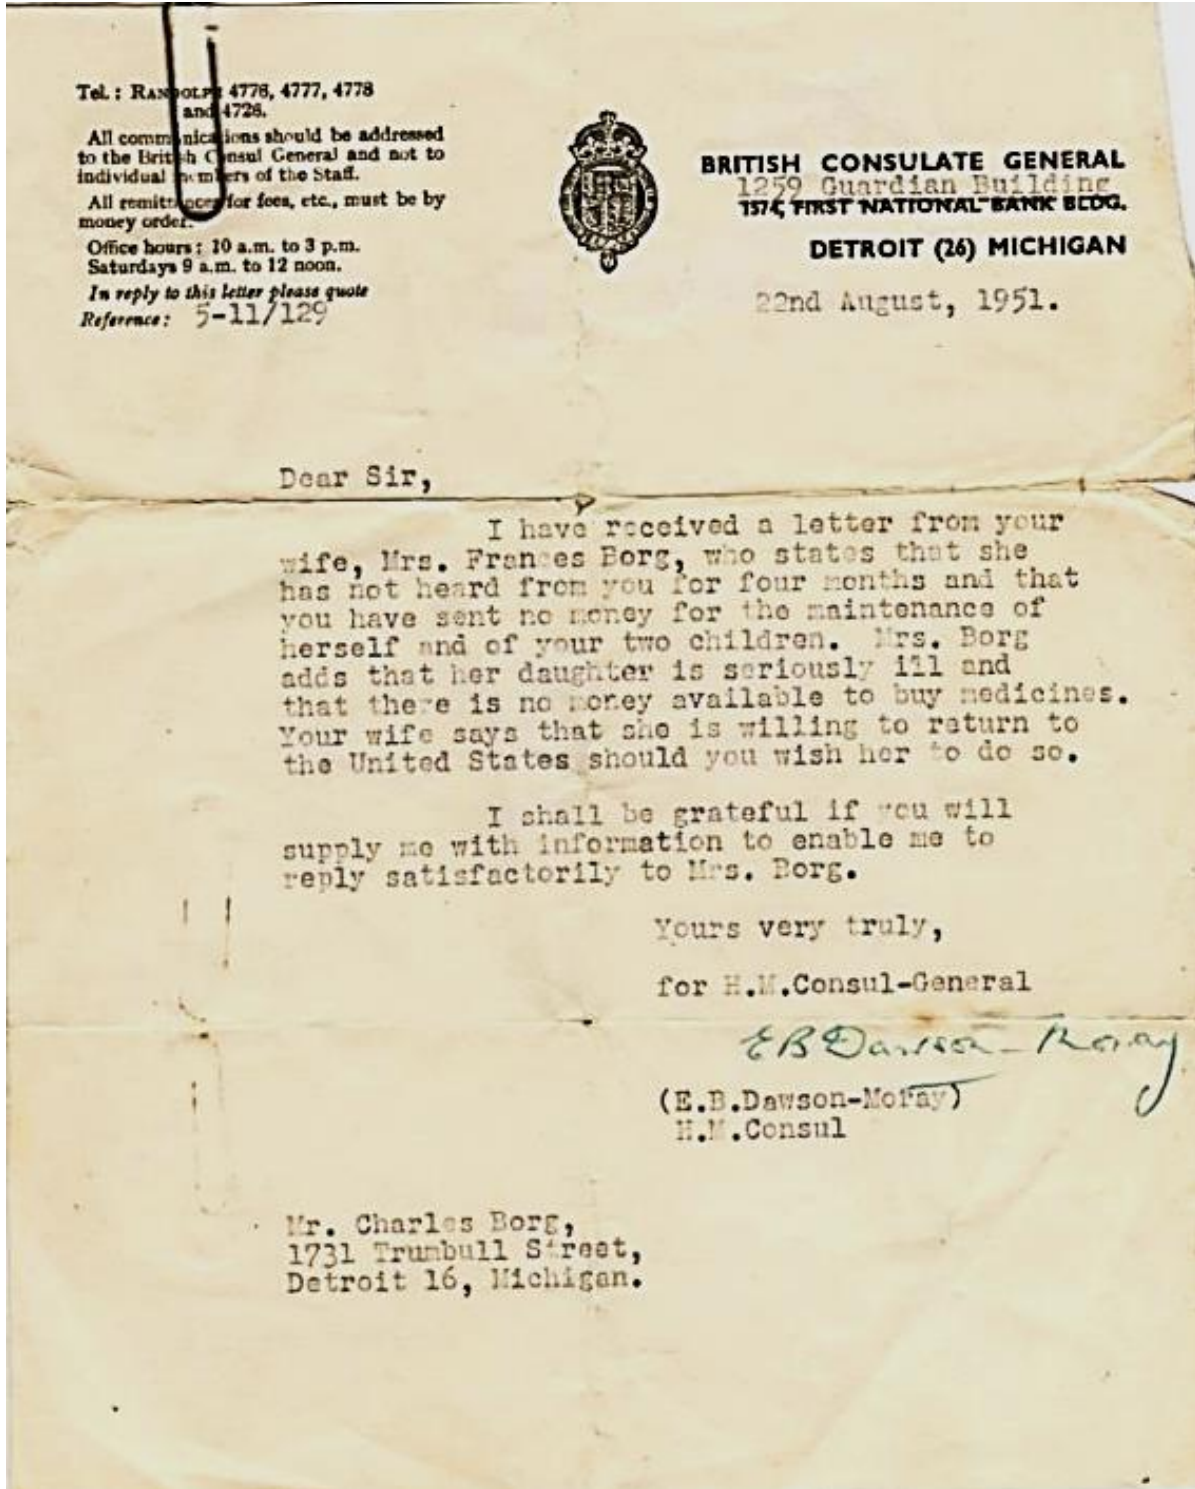 Tel. : RANDOLPH 4776, 4777, 4778
and 4726.
All communications should be addressed
to the British Consul General and not to
individual members of the Staff.
All remittances for fees, etc., must be by
money order.
Office hours : 10 a.m. to 3 p.m.
Saturdays 9 a.m. to 12 noon.
In reply to this letter please quote
Reference : 5-11/129
BRITISH CONSULATE GENERAL
1259 Guardian Building
1574, FIRST NATIONAL BANK BLDG.
DETROIT (26) MICHIGAN
22nd August, 1951.
Dear Sir,
I have received a letter from your
wife, Mrs. Frances Borg, who states that she
has not heard from you for four months and that
you have sent no money for the maintenance of
herself and of your two children. Mrs. Borg
adds that her daughter is seriously ill and
that there is no money available to buy medicines.
Your wife says that she is willing to return to
the United States should you wish her to do so.
I shall be grateful if you will
supply me with information to enable me to
reply satisfactorily to Mrs. Borg.
Yours very truly,
for H.M.Consul-General
E B Dawson-Moray
(E.B.Dawson-Moray)
H.M.Consul
Mr. Charles Borg,
1731 Trumbull Street,
Detroit 16, Michigan.